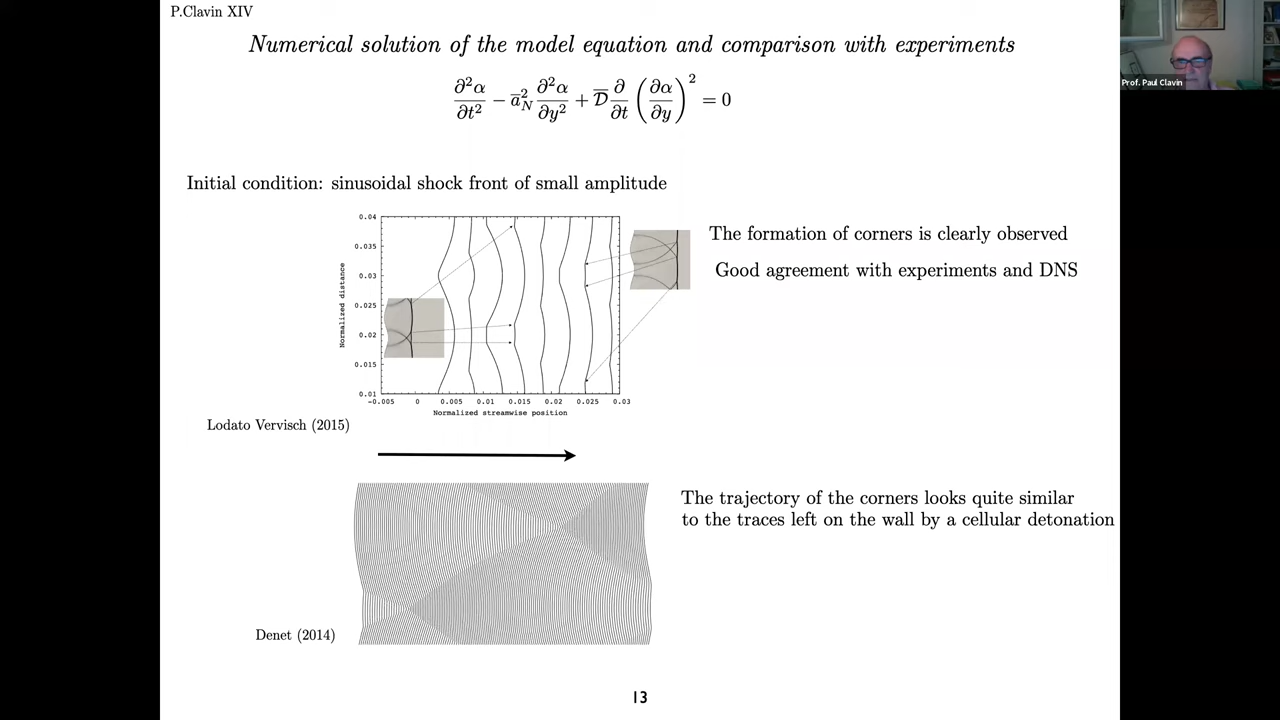 P.Clavin XIV
Numerical solution of the model equation and comparison with experiments
∂²α/∂t² − a̅²_N ∂²α/∂y² + D̅ ∂/∂t (∂α/∂y)² = 0
Prof. Paul Clavin
Initial condition: sinusoidal shock front of small amplitude
0.04
0.035
0.03
0.025
0.02
0.015
0.01
Normalized distance
-0.005 0 0.005 0.01 0.015 0.02 0.025 0.03
Normalized streamwise position
The formation of corners is clearly observed
Good agreement with experiments and DNS
Lodato Vervisch (2015)
The trajectory of the corners looks quite similar
to the traces left on the wall by a cellular detonation
Denet (2014)
13